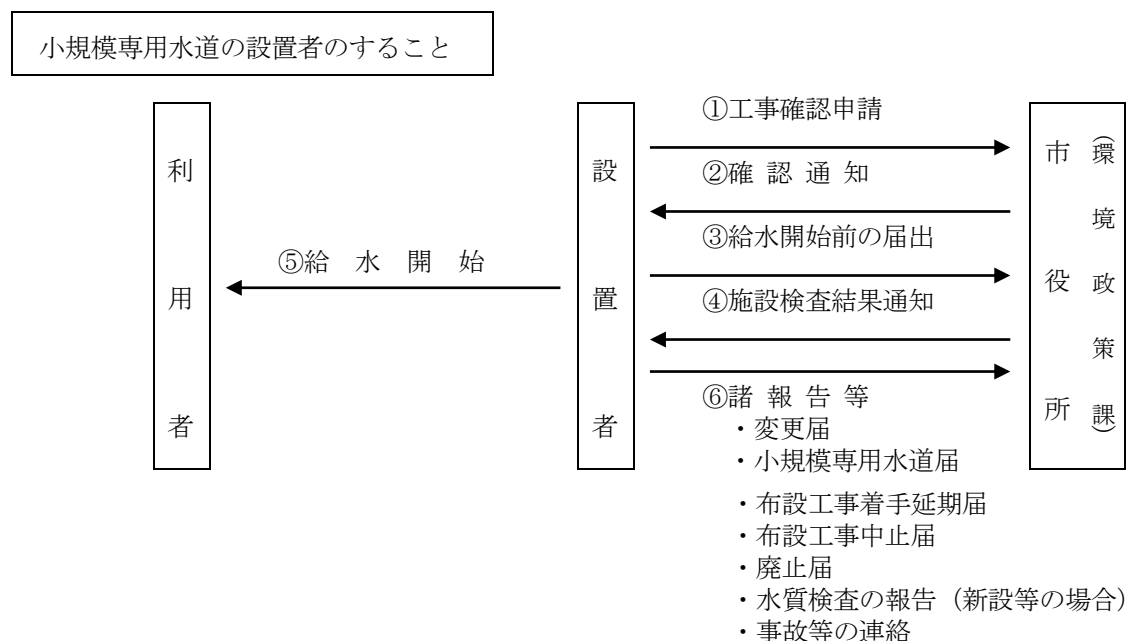 小規模専用水道の設置者のすること
利用者
⑤給水開始
設置者
①工事確認申請
②確認通知
③給水開始前の届出
④施設検査結果通知
⑥諸報告等
・変更届
・小規模専用水道届
・布設工事着手延期届
・布設工事中止届
・廃止届
・水質検査の報告（新設等の場合）
・事故等の連絡
市役所
（環境政策課）